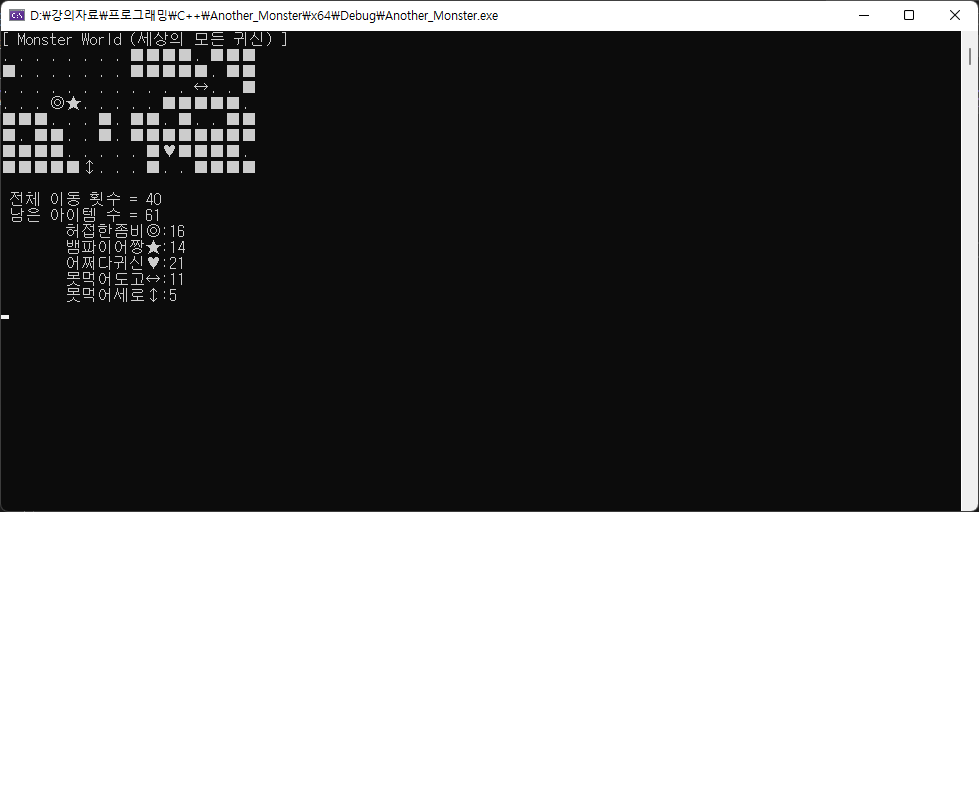 D:₩강의자료₩프로그래밍₩C++₩Another_Monster₩x64₩Debug₩Another_Monster.exe
[ Monster World (세상의 모든 귀신) ]
. . . . . . . . ■■■■. ■■■
■. . . . . . . ■■■■■. ■■
. . . . . . . . . . . . ↔. . ■
. . . ◎★. . . . . ■■■■■.
■■■. . . ■. ■■. ■. . ■■
■. ■■. . ■. ■■■■■■■■
■■■■. . . . . ■♥■■■■.
■■■■■↕. . . ■. . ■■■■
전체 이동 횟수 = 40
남은 아이템 수 = 61
허접한좀비◎:16
뱀파이어짱★:14
어쩌다귀신♥:21
못먹어도고↔:11
못먹어세로↕:5